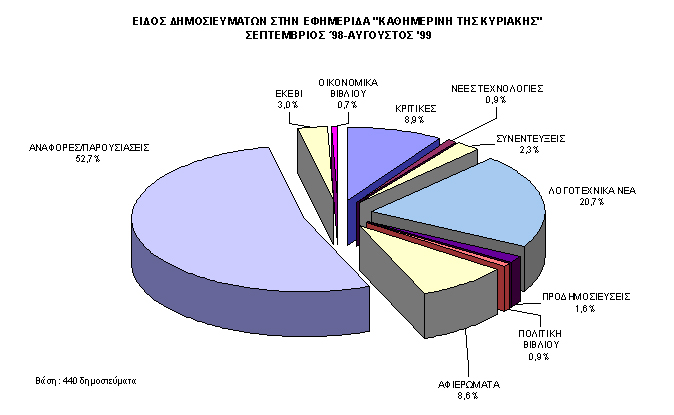 ΕΙΔΟΣ ΔΗΜΟΣΙΕΥΜΑΤΩΝ ΣΤΗΝ ΕΦΗΜΕΡΙΔΑ "ΚΑΘΗΜΕΡΙΝΗ ΤΗΣ ΚΥΡΙΑΚΗΣ"
ΣΕΠΤΕΜΒΡΙΟΣ '98-ΑΥΓΟΥΣΤΟΣ '99
ΟΙΚΟΝΟΜΙΚΑ
ΒΙΒΛΙΟΥ
0,7%
ΕΚΕΒΙ
3,0%
ΚΡΙΤΙΚΕΣ
8,9%
ΝΕΕΣ ΤΕΧΝΟΛΟΓΙΕΣ
0,9%
ΣΥΝΕΝΤΕΥΞΕΙΣ
2,3%
ΑΝΑΦΟΡΕΣ/ΠΑΡΟΥΣΙΑΣΕΙΣ
52,7%
ΛΟΓΟΤΕΧΝΙΚΑ ΝΕΑ
20,7%
ΠΡΟΔΗΜΟΣΙΕΥΣΕΙΣ
1,6%
ΠΟΛΙΤΙΚΗ
ΒΙΒΛΙΟΥ
0,9%
ΑΦΙΕΡΩΜΑΤΑ
8,6%
Βάση : 440 δημοσιεύματα